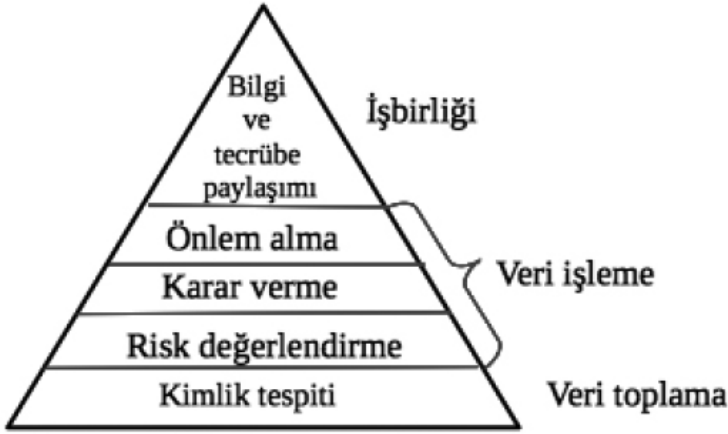 Bilgi
ve
tecrübe
paylaşımı
İşbirliği
Önlem alma
Karar verme
Veri işleme
Risk değerlendirme
Kimlik tespiti
Veri toplama